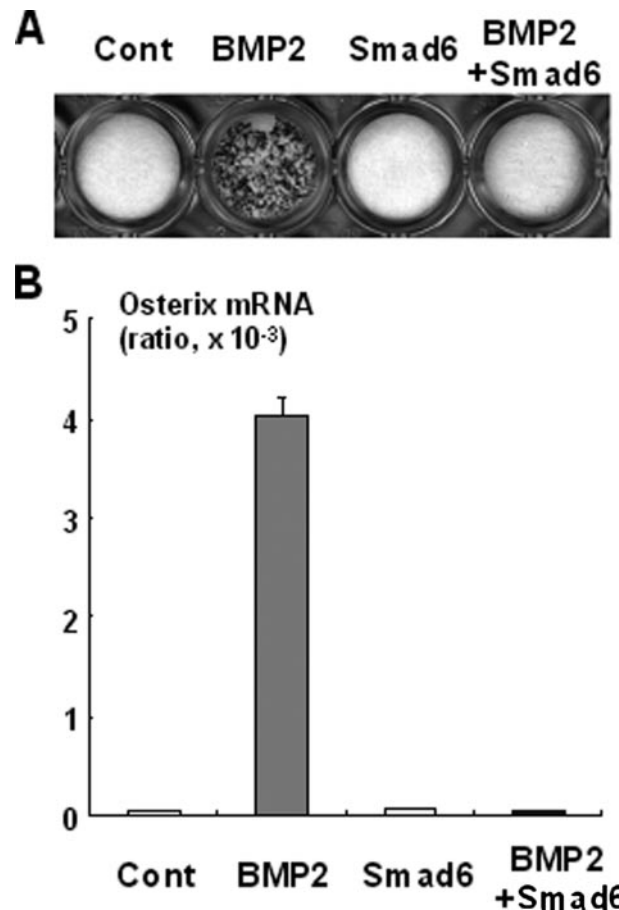 A
Cont BMP2 Smad6 BMP2
+Smad6
B
Osterix mRNA
(ratio, x 10-3)
5
4
3
2
1
0
Cont BMP2 Smad6 BMP2
+Smad6